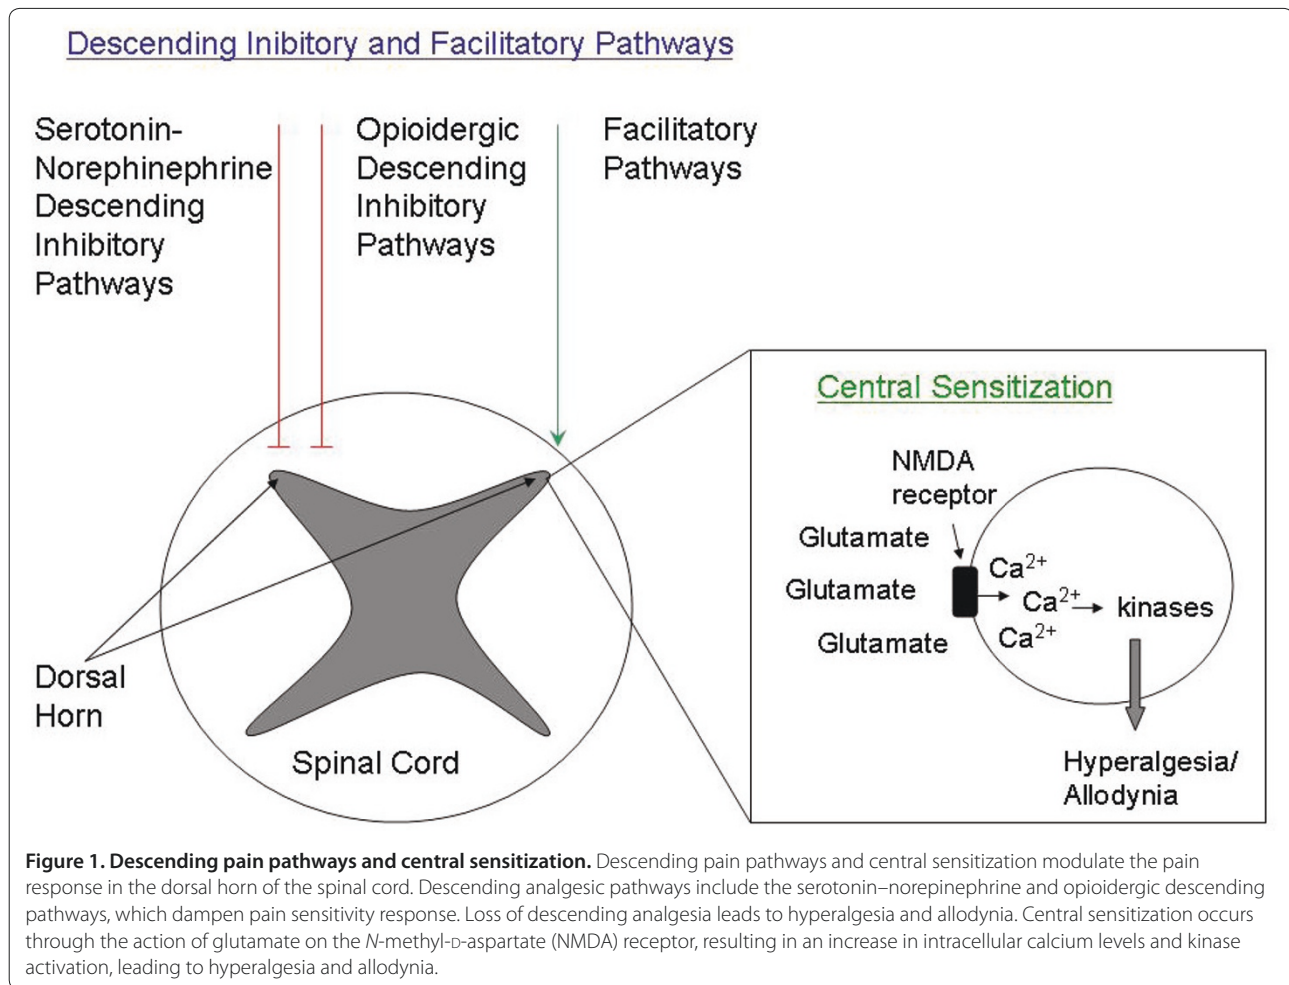 Descending Inibitory and Facilitatory Pathways
Serotonin-
Norephinephrine
Descending
Inhibitory
Pathways
Opioidergic
Descending
Inhibitory
Pathways
Facilitatory
Pathways
Central Sensitization
NMDA
receptor
Glutamate
Glutamate
Glutamate
Ca2+
Ca2+
Ca2+
kinases
Hyperalgesia/
Allodynia
Dorsal
Horn
Spinal Cord
Figure 1. Descending pain pathways and central sensitization. Descending pain pathways and central sensitization modulate the pain
response in the dorsal horn of the spinal cord. Descending analgesic pathways include the serotonin–norepinephrine and opioidergic descending
pathways, which dampen pain sensitivity response. Loss of descending analgesia leads to hyperalgesia and allodynia. Central sensitization occurs
through the action of glutamate on the N-methyl-D-aspartate (NMDA) receptor, resulting in an increase in intracellular calcium levels and kinase
activation, leading to hyperalgesia and allodynia.